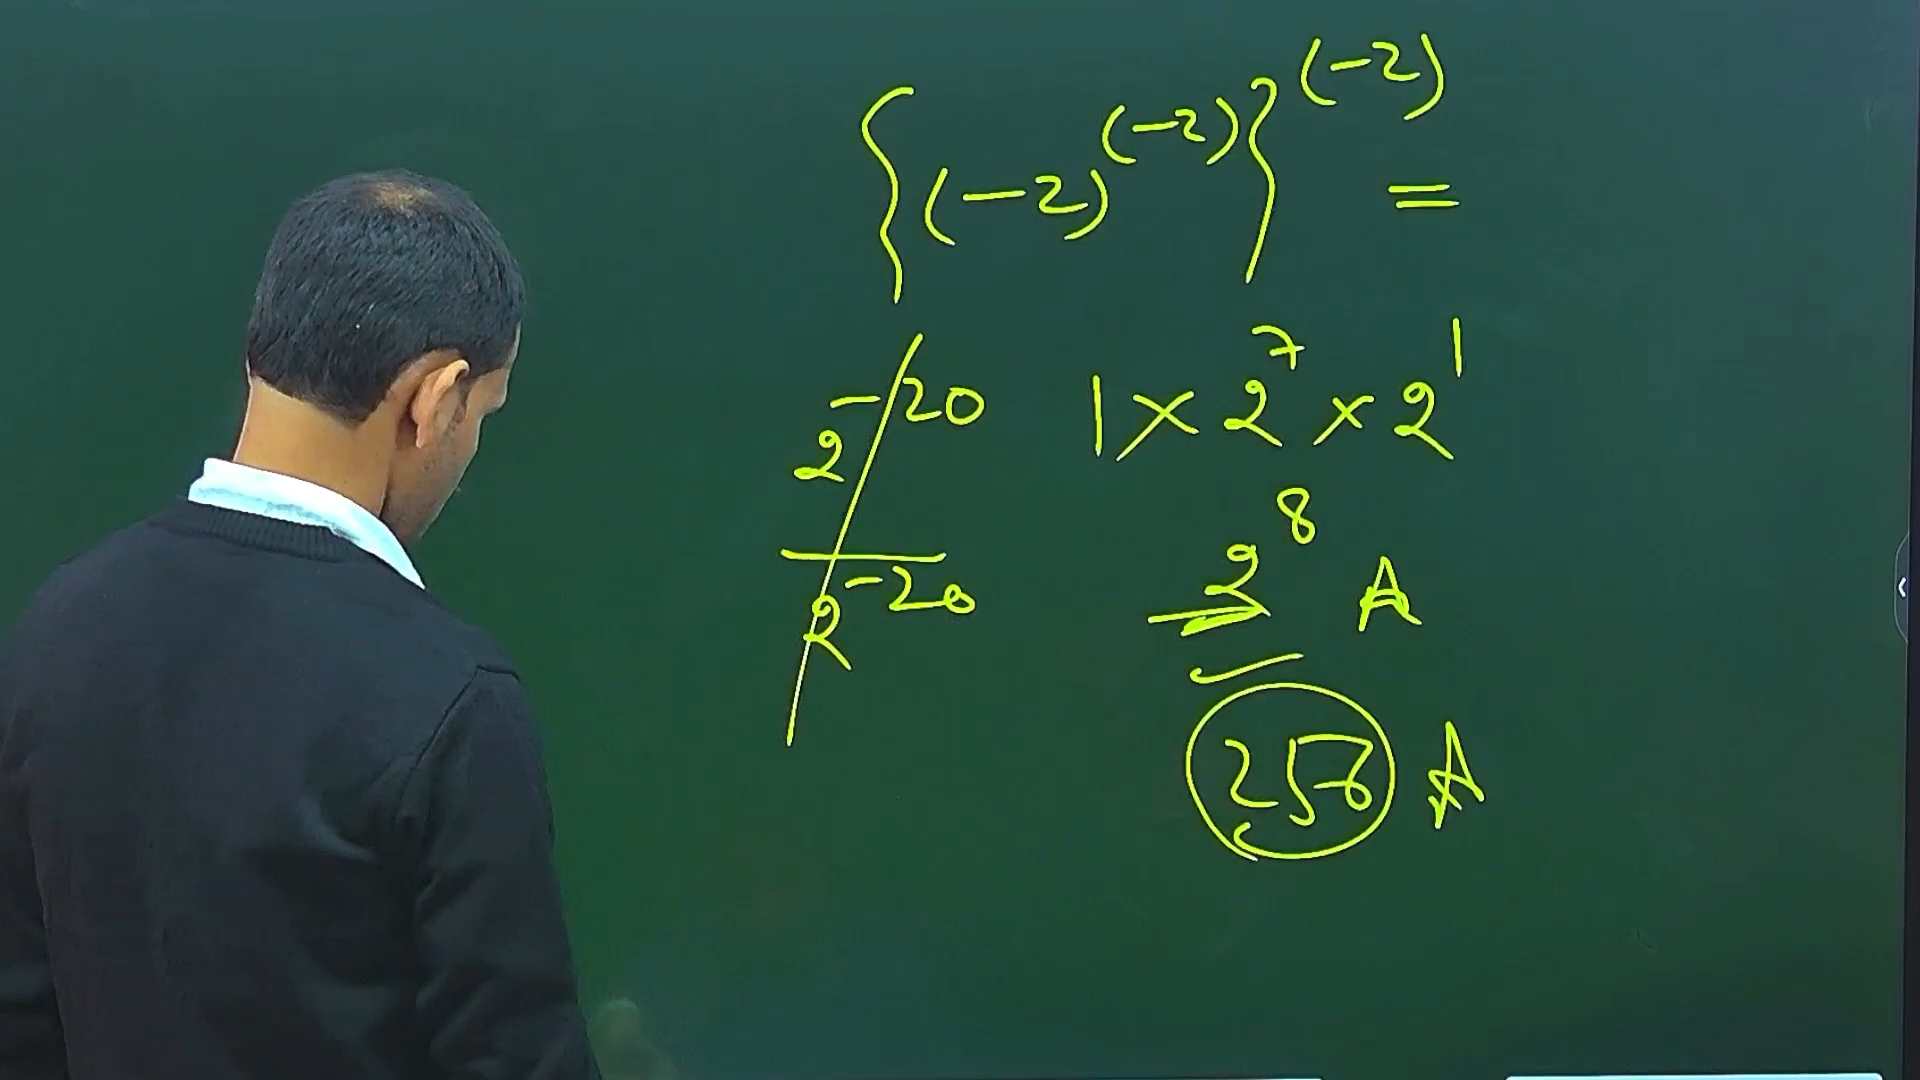 {(-2)^(-2)}^(-2) =
2^-20 / 2^-20
1 × 2^7 × 2^1
2^8 A
256 A